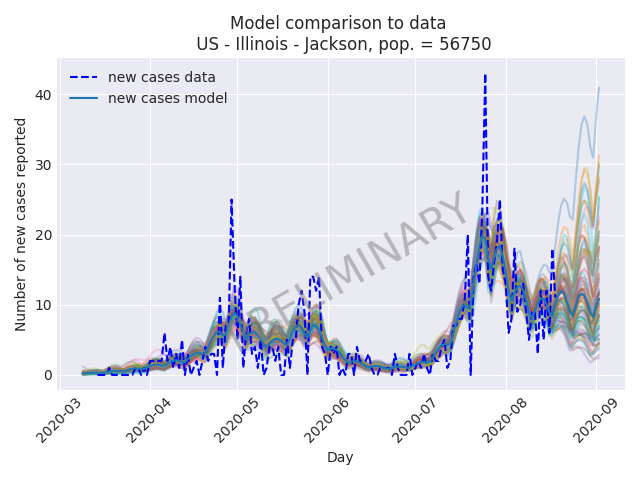 Model comparison to data
US - Illinois - Jackson, pop. = 56750
new cases data
new cases model
Number of new cases reported
40
30
20
10
0
PRELIMINARY
2020-03
2020-04
2020-05
2020-06
2020-07
2020-08
2020-09
Day